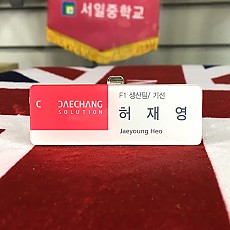 서일중학교
C DAECHANG
SOLUTION
F1 생산팀/ 기선
허 재 영
Jaeyoung Heo